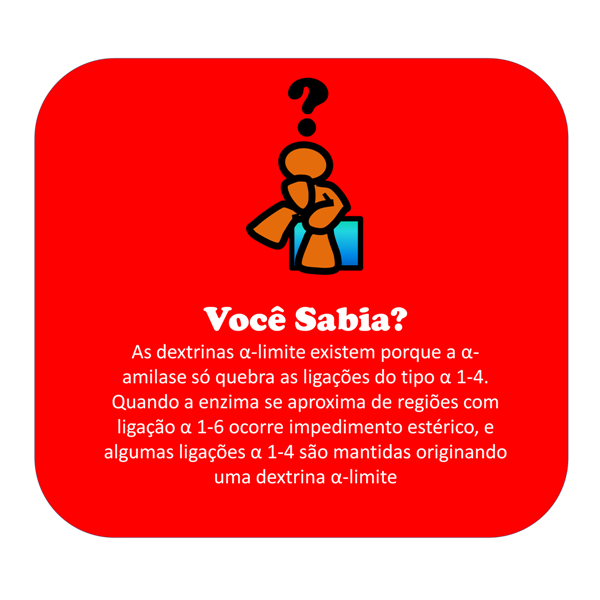 ?
Você Sabia?
As dextrinas α-limite existem porque a α-
amilase só quebra as ligações do tipo α 1-4.
Quando a enzima se aproxima de regiões com
ligação α 1-6 ocorre impedimento estérico, e
algumas ligações α 1-4 são mantidas originando
uma dextrina α-limite